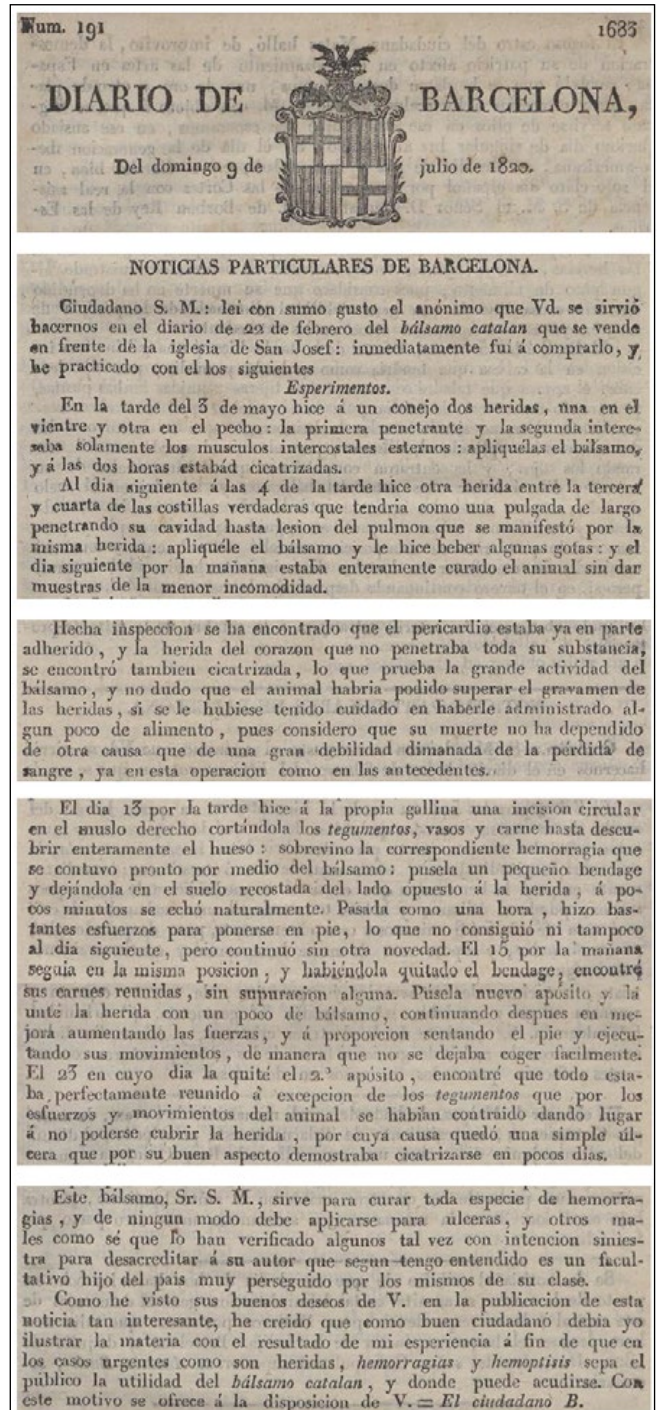 Num. 191 1683
DIARIO DE BARCELONA,
Del domingo 9 de julio de 1820.
NOTICIAS PARTICULARES DE BARCELONA.
Ciudadano S. M.: leí con sumo gusto el anónimo que Vd. se sirvió
hacernos en el diario de 22 de febrero del bálsamo catalan que se vende
en frente de la iglesia de San Josef: inmediatamente fuí á comprarlo, y
he practicado con el los siguientes
Esperimentos.
En la tarde del 3 de mayo hice á un conejo dos heridas, una en el
vientre y otra en el pecho: la primera penetrante y la segunda intere-
saba solamente los musculos intercostales esternos: apliquélas el bálsamo,
y á las dos horas estabád cicatrizadas.
Al dia siguiente á las 4 de la tarde hice otra herida entre la tercera
y cuarta de las costillas verdaderas que tendria como una pulgada de largo
penetrando su cavidad hasta lesion del pulmon que se manifestó por la
misma herida: apliquéle el bálsamo y le hice beber algunas gotas: y el
dia siguiente por la mañana estaba enteramente curado el animal sin dar
muestras de la menor incomodidad.
Hecha inspeccion se ha encontrado que el pericardio estaba ya en parte
adherido, y la herida del corazon que no penetraba toda su substancia,
se encontró tambien cicatrizada, lo que prueba la grande actividad del
bálsamo, y no dudo que el animal habria podido superar el gravamen de
las heridas, si se le hubiese tenido cuidado en haberle administrado al-
gun poco de alimento, pues considero que su muerte no ha dependido
de otra causa que de una gran debilidad dimanada de la pérdida de
sangre, ya en esta operacion como en las antecedentes.
El dia 13 por la tarde hice á la propia gallina una incision circular
en el muslo derecho cortándola los tegumentos, vasos y carne hasta descu-
brir enteramente el hueso: sobrevino la correspondiente hemorragia que
se contuvo pronto por medio del bálsamo: púsela un pequeño bendage
y dejándola en el suelo recostada del lado opuesto á la herida, á po-
cos minutos se echó naturalmente. Pasada como una hora, hizo bas-
tantes esfuerzos para ponerse en pie, lo que no consiguió ni tampoco
al dia siguiente, pero continuó sin otra novedad. El 15 por la mañana
seguia en la misma posicion, y habiéndola quitado el bendage, encontré
sus carnes reunidas, sin supuracion alguna. Púsela nuevo apósito y la
unté la herida con un poco de bálsamo, continuando despues en me-
jorá aumentando las fuerzas, y á proporcion sentando el pie y ejecu-
tando sus movimientos, de manera que no se dejaba coger facilmente.
El 23 en cuyo dia la quité el 2.º apósito, encontré que todo esta-
ba perfectamente reunido á excepcion de los tegumentos que por los
esfuerzos y movimientos del animal se habian contraido dando lugar
á no poderse cubrir la herida, por cuya causa quedó una simple úl-
cera que por su buen aspecto demostraba cicatrizarse en pocos dias.
Este bálsamo, Sr. S. M., sirve para curar toda especie de hemorra-
gias, y de ningun modo debe aplicarse para ulceras, y otros ma-
les como sé que lo han verificado algunos tal vez con intencion sinies-
tra para desacreditar á su autor que segun tengo entendido es un facul-
tativo hijo del pais muy perseguido por los mismos de su clase.
Como he visto sus buenos deseos de V. en la publicacion de esta
noticia tan interesante, he creido que como buen ciudadano debia yo
ilustrar la materia con el resultado de mi esperiencia á fin de que en
los casos urgentes como son heridas, hemorragias y hemoptisis sepa el
público la utilidad del bálsamo catalan, y donde puede acudirse. Con
este motivo se ofrece á la disposicion de V. = El ciudadano B.